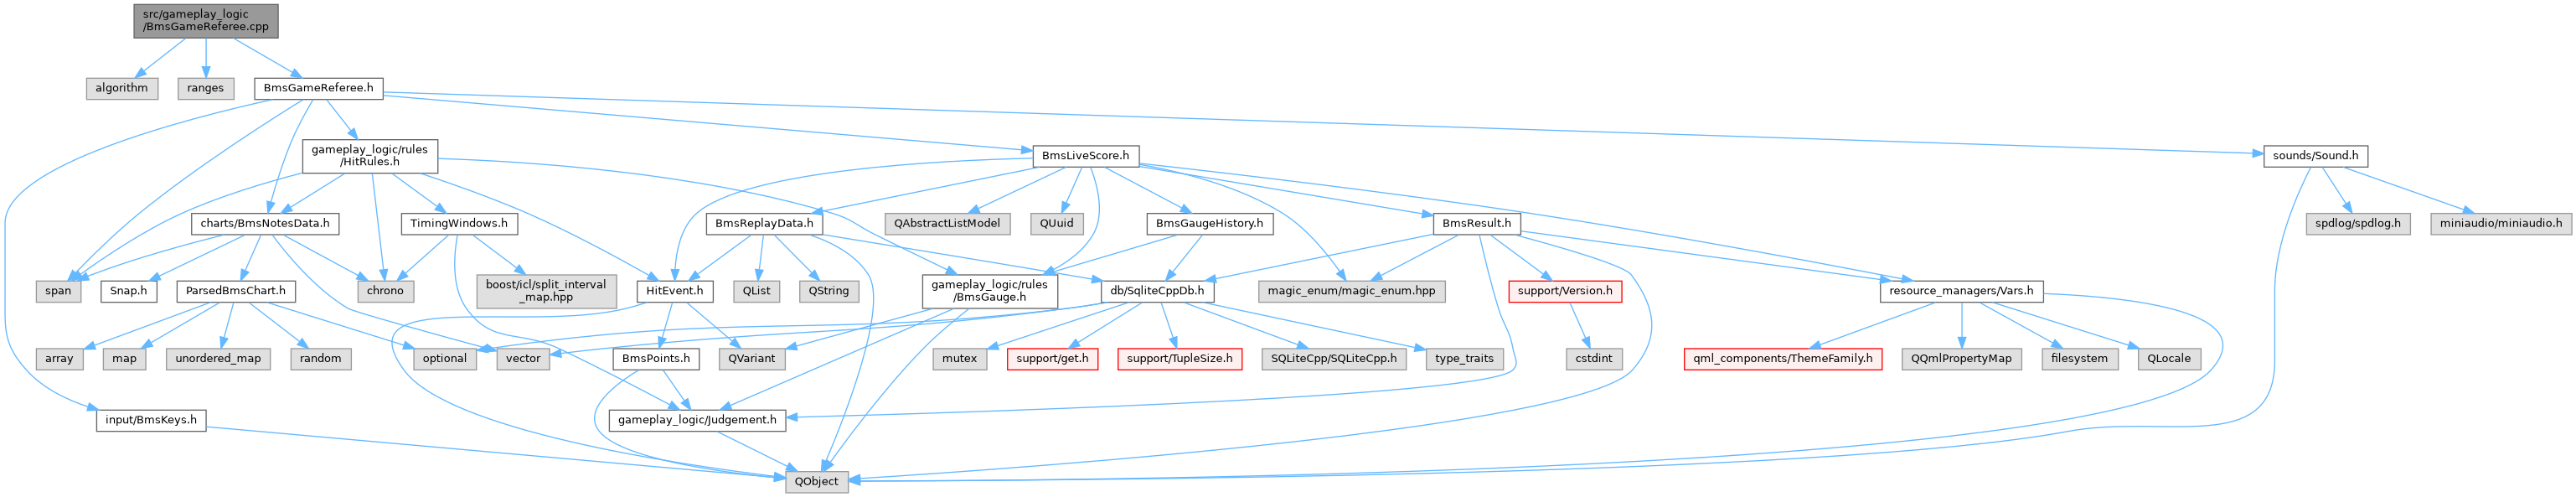 src/gameplay_logic
/BmsGameReferee.cpp
algorithm
ranges
BmsGameReferee.h
gameplay_logic/rules
/HitRules.h
BmsLiveScore.h
sounds/Sound.h
charts/BmsNotesData.h
TimingWindows.h
BmsReplayData.h
QAbstractListModel
QUuid
BmsGaugeHistory.h
BmsResult.h
spdlog/spdlog.h
miniaudio/miniaudio.h
span
Snap.h
ParsedBmsChart.h
chrono
boost/icl/split_interval
_map.hpp
HitEvent.h
QList
QString
gameplay_logic/rules
/BmsGauge.h
db/SqliteCppDb.h
magic_enum/magic_enum.hpp
support/Version.h
resource_managers/Vars.h
array
map
unordered_map
random
optional
vector
BmsPoints.h
QVariant
mutex
support/get.h
support/TupleSize.h
SQLiteCpp/SQLiteCpp.h
type_traits
cstdint
qml_components/ThemeFamily.h
QQmlPropertyMap
filesystem
QLocale
input/BmsKeys.h
gameplay_logic/Judgement.h
QObject